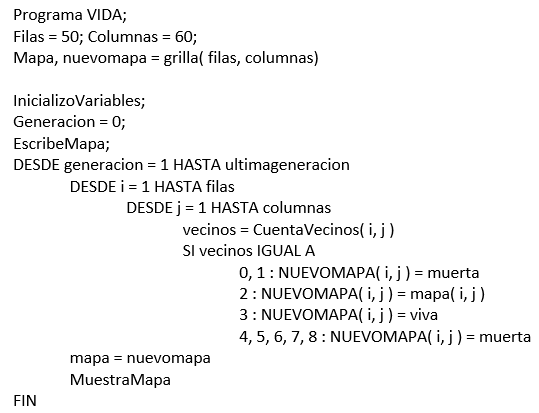 Programa VIDA;
Filas = 50; Columnas = 60;
Mapa, nuevomapa = grilla( filas, columnas)
InicializoVariables;
Generacion = 0;
EscribeMapa;
DESDE generacion = 1 HASTA ultimageneracion
DESDE i = 1 HASTA filas
DESDE j = 1 HASTA columnas
vecinos = CuentaVecinos( i, j )
SI vecinos IGUAL A
0, 1 : NUEVOMAPA( i, j ) = muerta
2 : NUEVOMAPA( i, j ) = mapa( i, j )
3 : NUEVOMAPA( i, j ) = viva
4, 5, 6, 7, 8 : NUEVOMAPA( i, j ) = muerta
mapa = nuevomapa
MuestraMapa
FIN